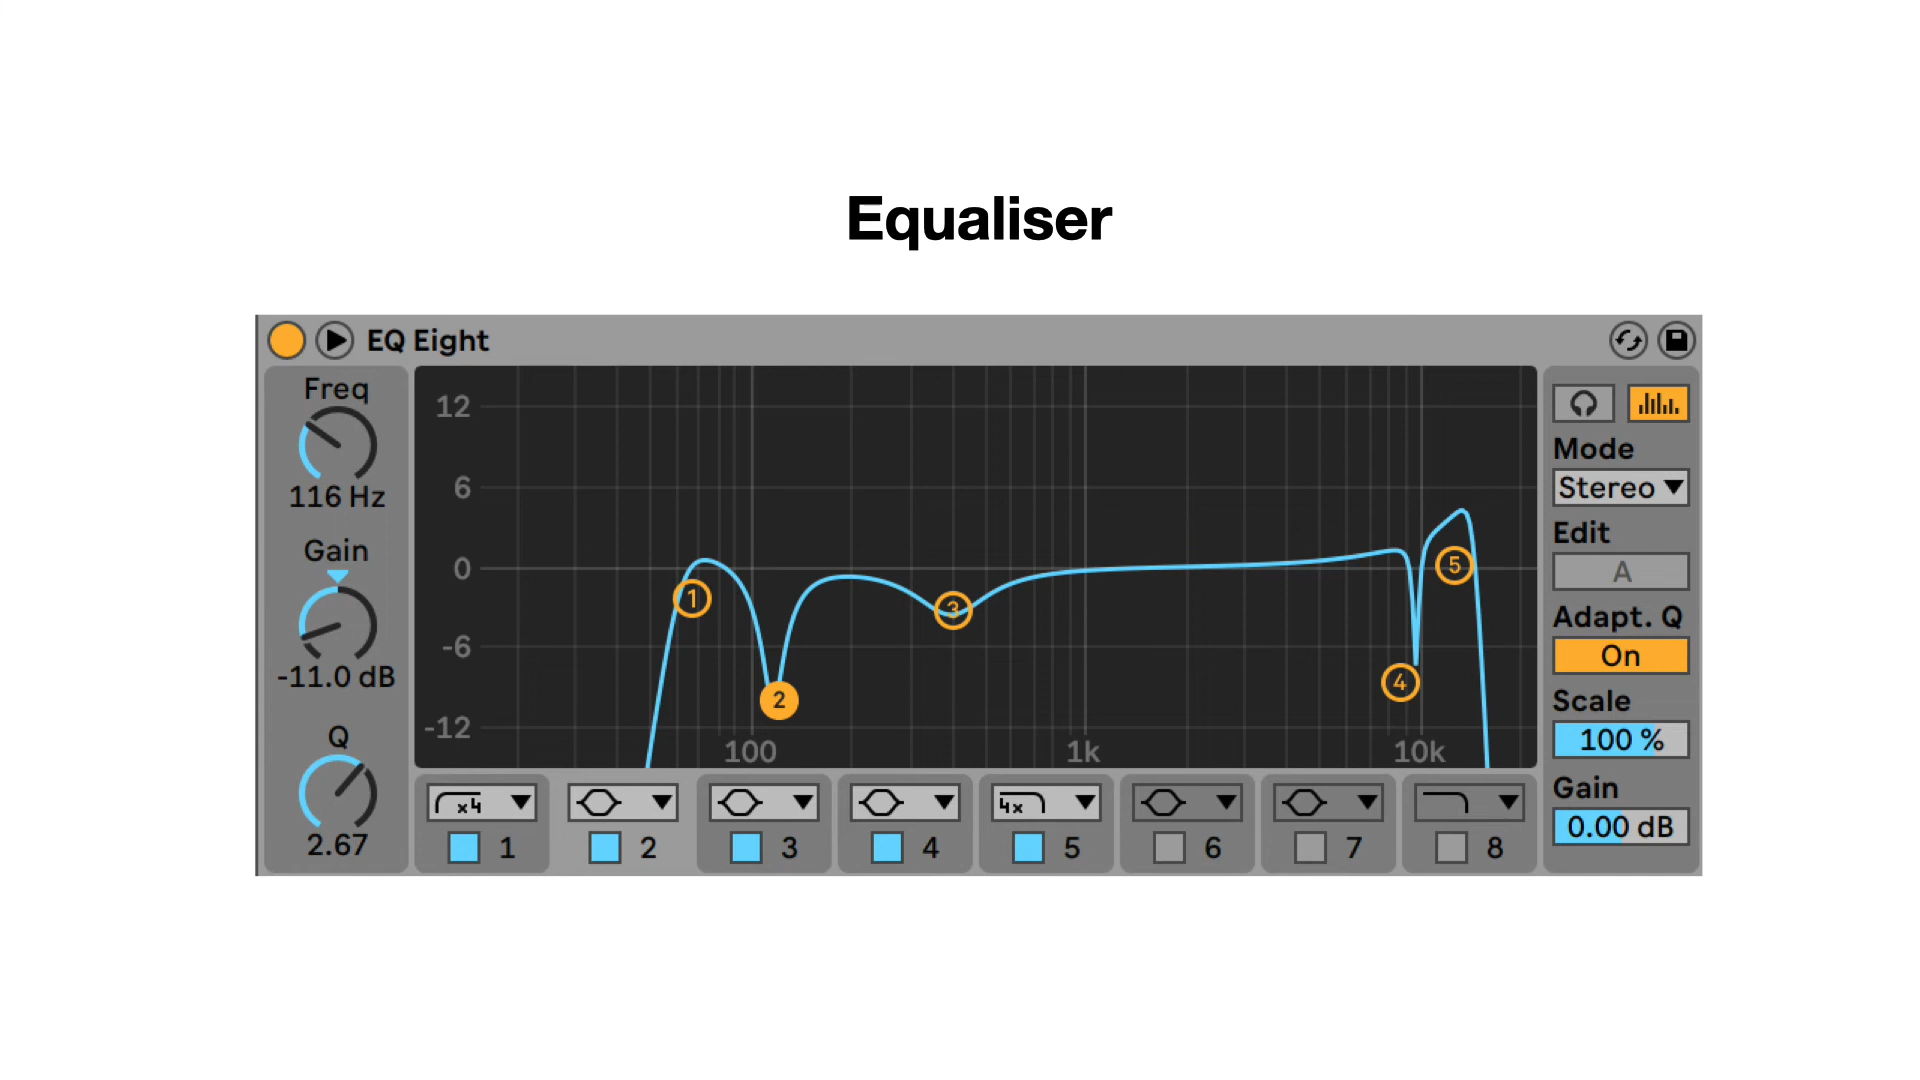 Equaliser
EQ Eight
Freq
116 Hz
Gain
-11.0 dB
Q
2.67
12
6
0
-6
-12
100 1k 10k
1
2
3
4
5
x4
4x
1 2 3 4 5 6 7 8
Mode
Stereo
Edit
A
Adapt. Q
On
Scale
100 %
Gain
0.00 dB